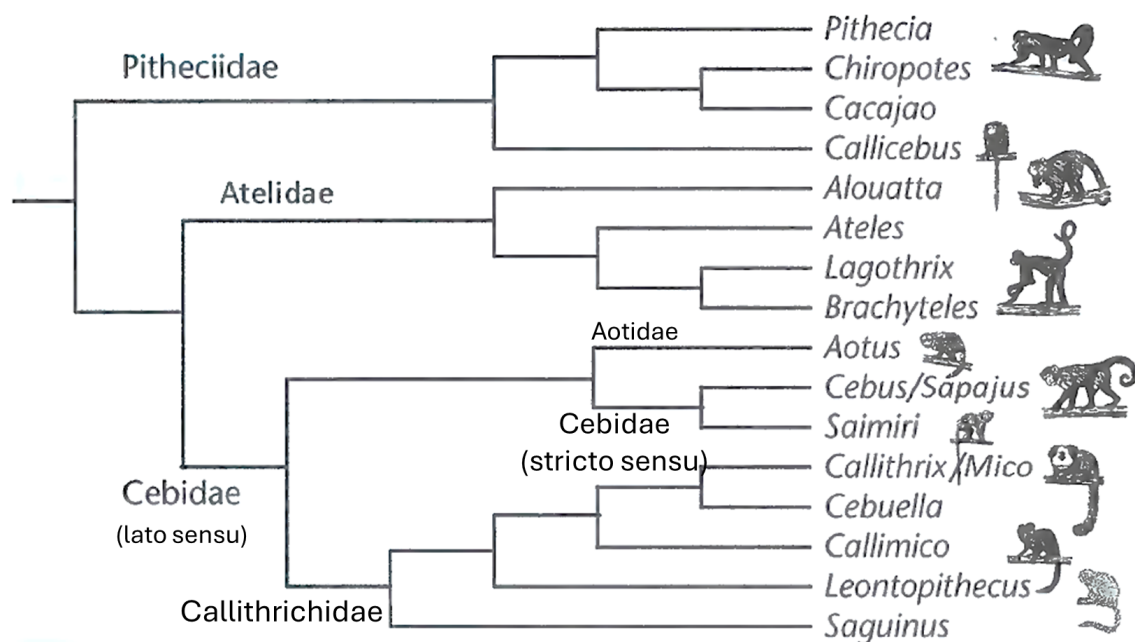 Pithecia
Pitheciidae
Chiropotes
Cacajao
Callicebus
Atelidae
Alouatta
Ateles
Lagothrix
Brachyteles
Aotidae
Aotus
Cebus/Sapajus
Cebidae
Saimiri
(stricto sensu)
Callithrix/Mico
Cebidae
Cebuella
(lato sensu)
Callimico
Leontopithecus
Callithrichidae
Saguinus